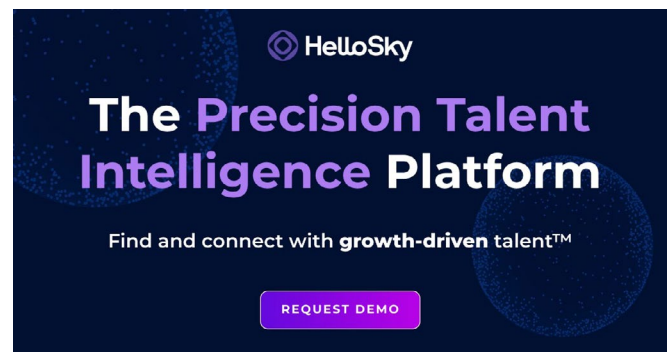 HelloSky
The Precision Talent
Intelligence Platform
Find and connect with growth-driven talent™
REQUEST DEMO